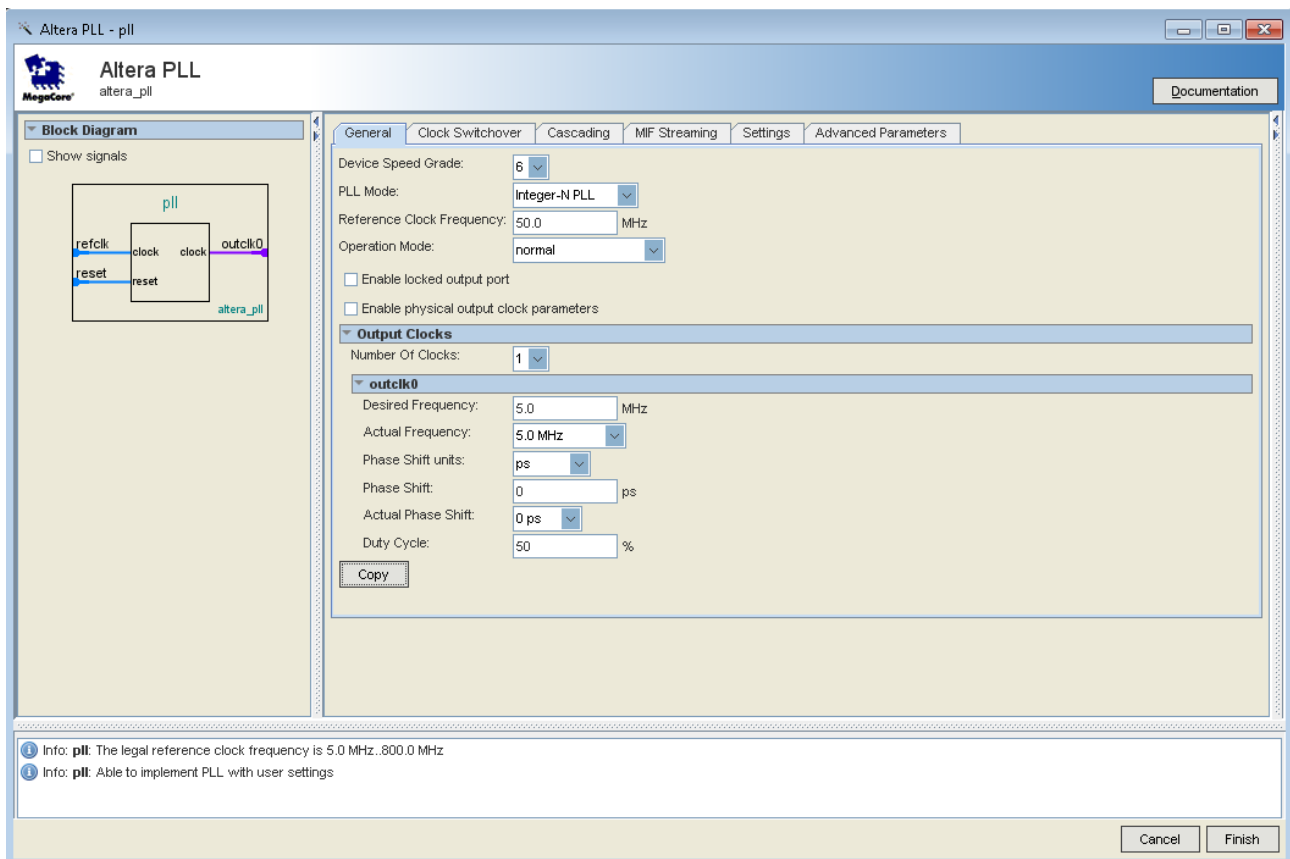 Altera PLL - pll
MegaCore'
Altera PLL
altera_pll
Documentation
Block Diagram
Show signals
pll
refclk
clock
clock
outclk0
reset
reset
altera_pll
General
Clock Switchover
Cascading
MIF Streaming
Settings
Advanced Parameters
Device Speed Grade: 6
PLL Mode: Integer-N PLL
Reference Clock Frequency: 50.0 MHz
Operation Mode: normal
Enable locked output port
Enable physical output clock parameters
Output Clocks
Number Of Clocks: 1
outclk0
Desired Frequency: 5.0 MHz
Actual Frequency: 5.0 MHz
Phase Shift units: ps
Phase Shift: 0 ps
Actual Phase Shift: 0 ps
Duty Cycle: 50 %
Copy
Info: pll: The legal reference clock frequency is 5.0 MHz..800.0 MHz
Info: pll: Able to implement PLL with user settings
Cancel
Finish